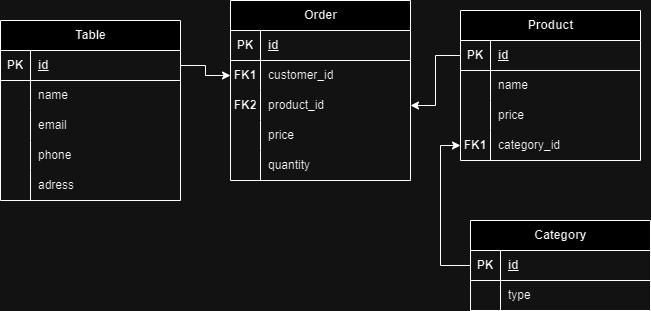 Table
PK id
name
email
phone
adress
Order
PK id
FK1 customer_id
FK2 product_id
price
quantity
Product
PK id
name
price
FK1 category_id
Category
PK id
type